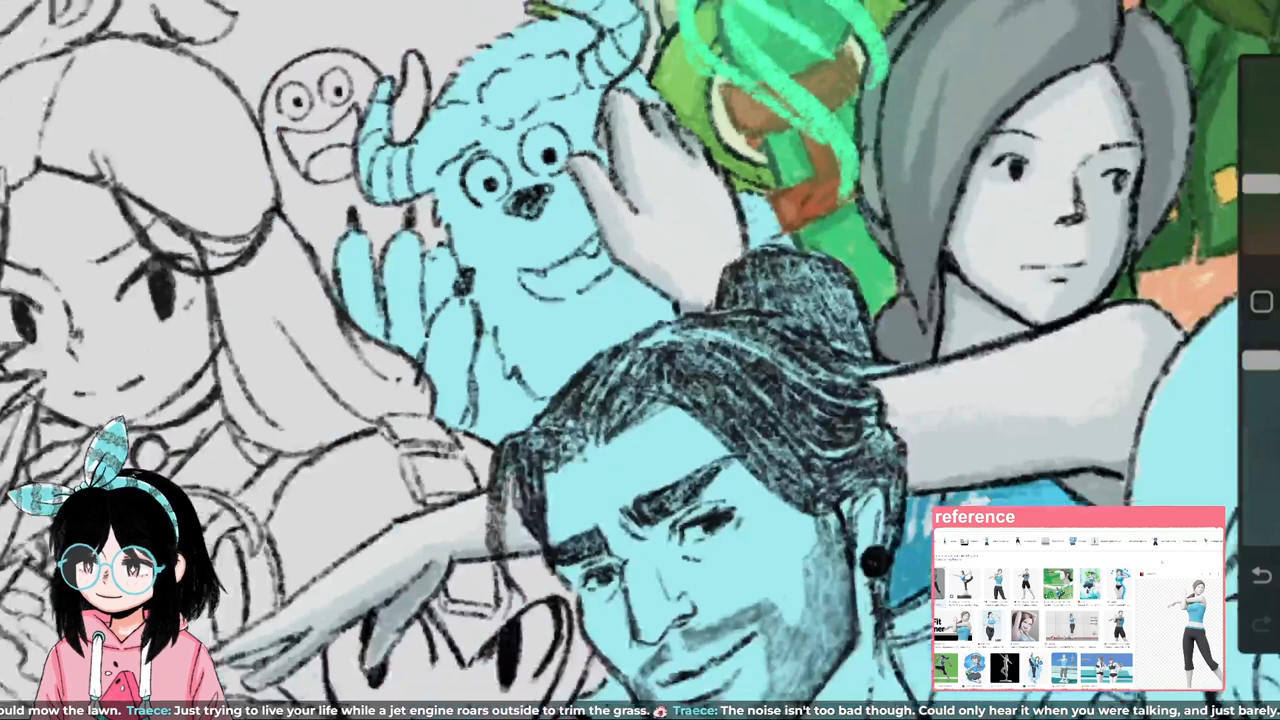 reference
ould mow the lawn. Traece: Just trying to live your life while a jet engine roars outside to trim the grass. Traece: The noise isn't too bad though. Could only hear it when you were talking, and just barely.